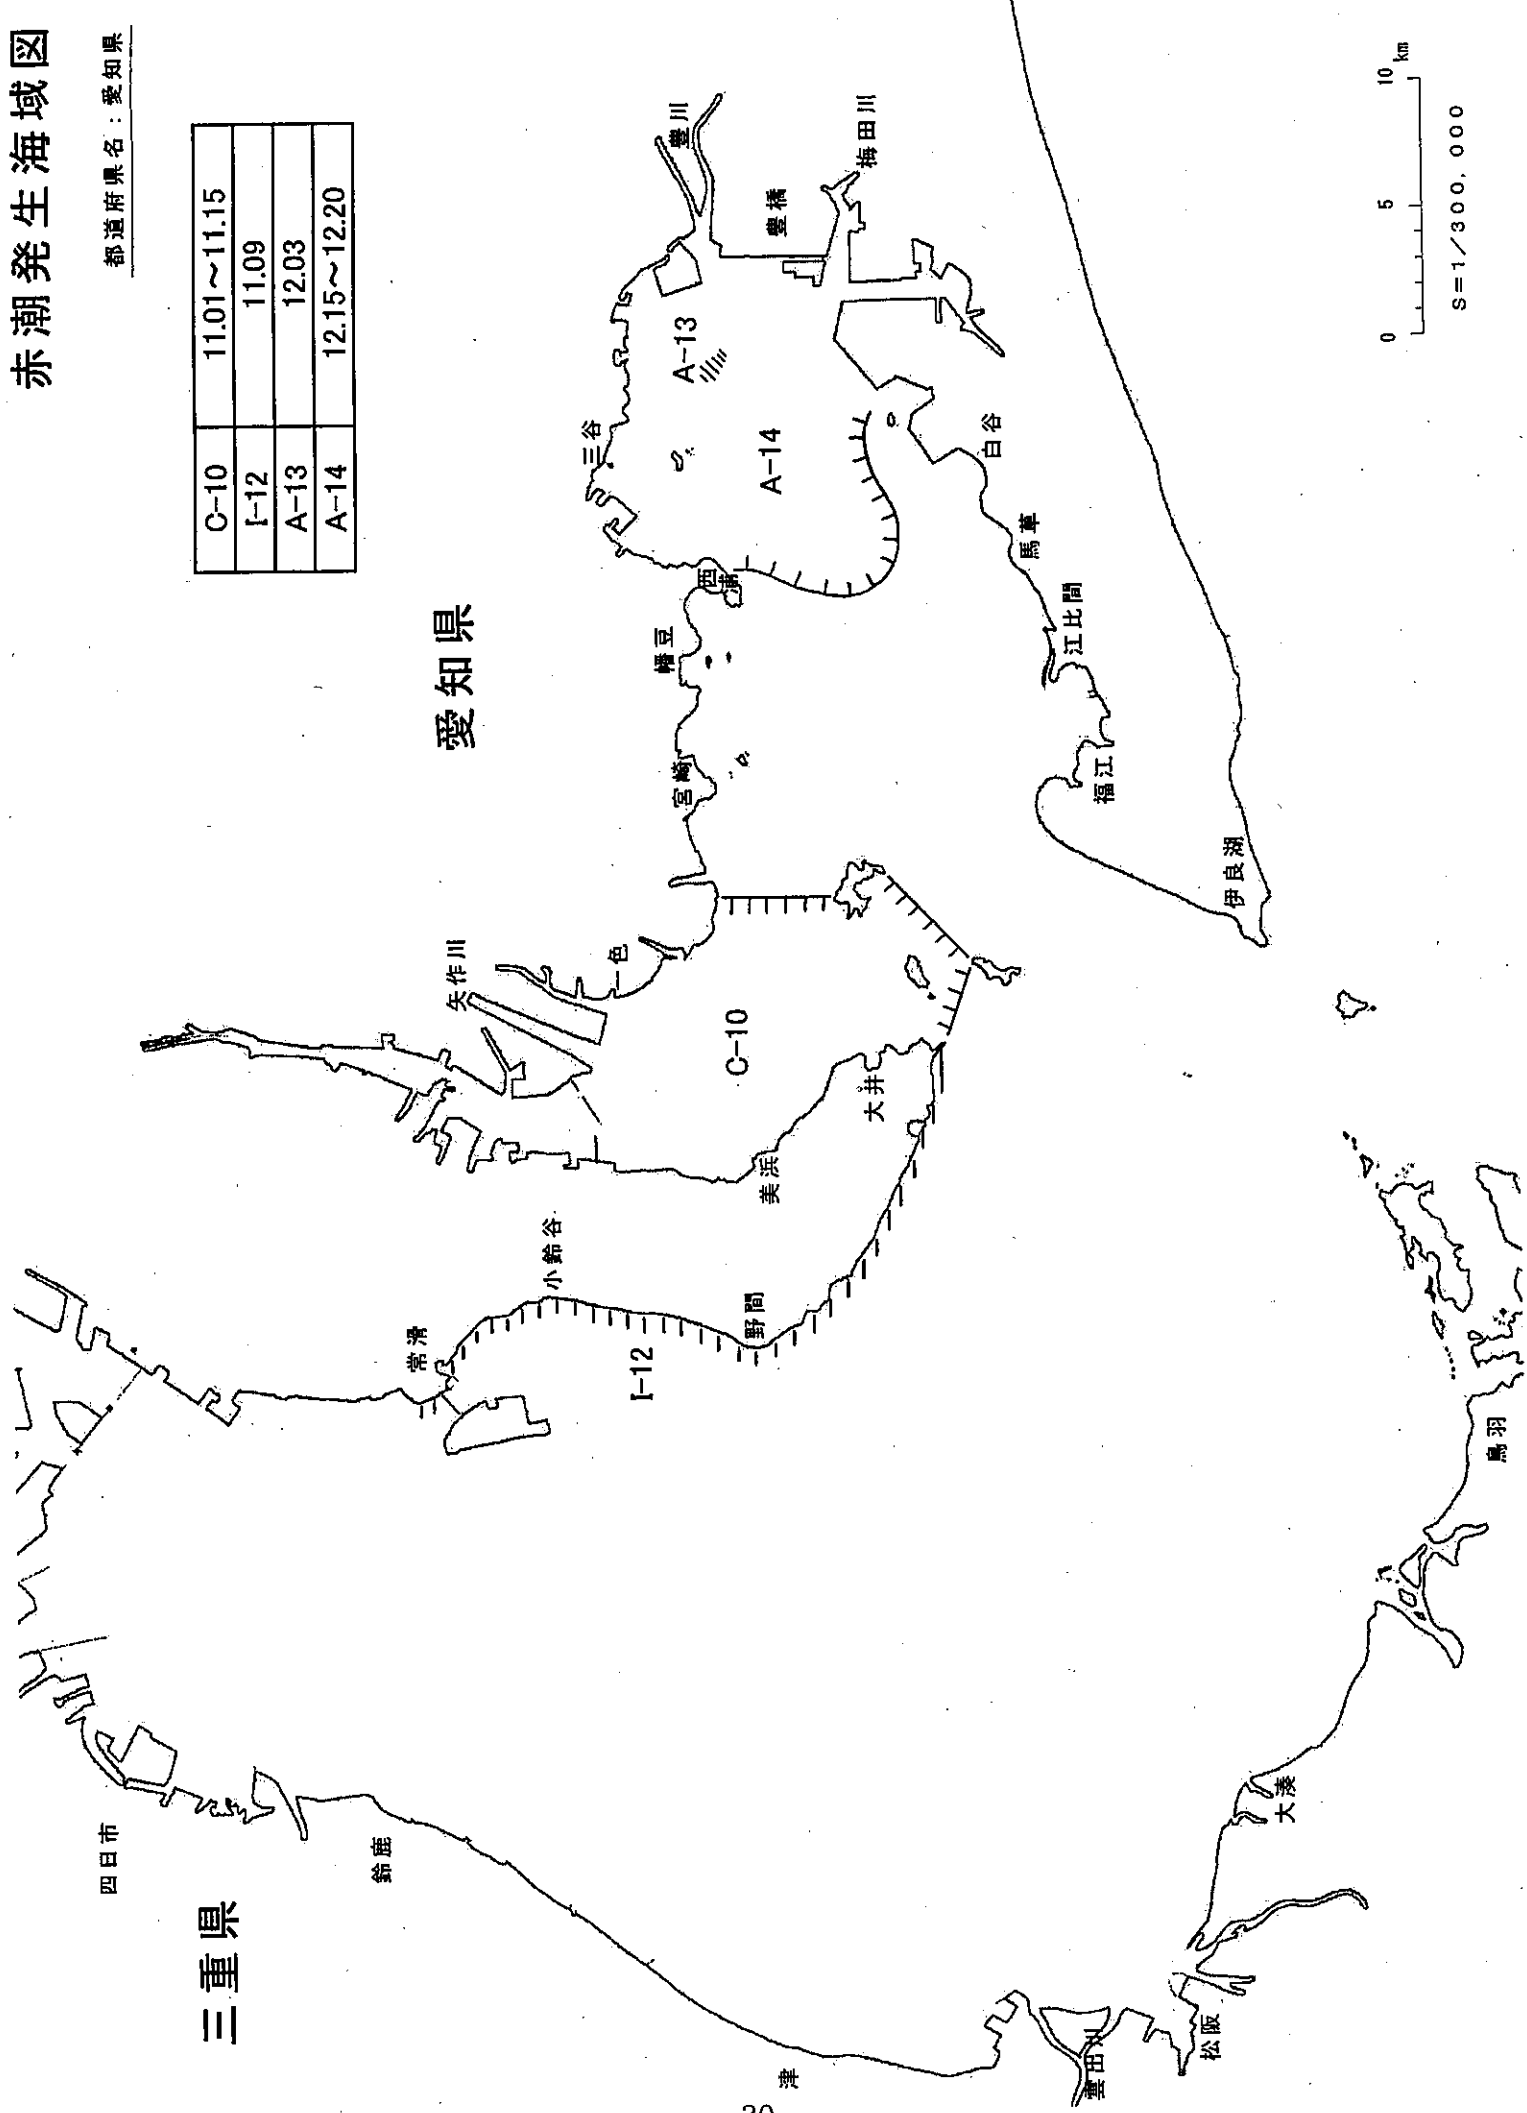 赤潮発生海域図
都道府県名：愛知県
C-10 11.01～11.15
I-12 11.09
A-13 12.03
A-14 12.15～12.20
愛知県
三重県
四日市
鈴鹿
津
雲出川
松阪
大湊
鳥羽
常滑
小鈴谷
I-12
野間
美浜
大井
矢作川
一色
C-10
宮崎
幡豆
西浦
三谷
A-13
A-14
豊川
豊橋
梅田川
白谷
馬草
江比間
福江
伊良湖
0 5 10 km
S=1/300,000